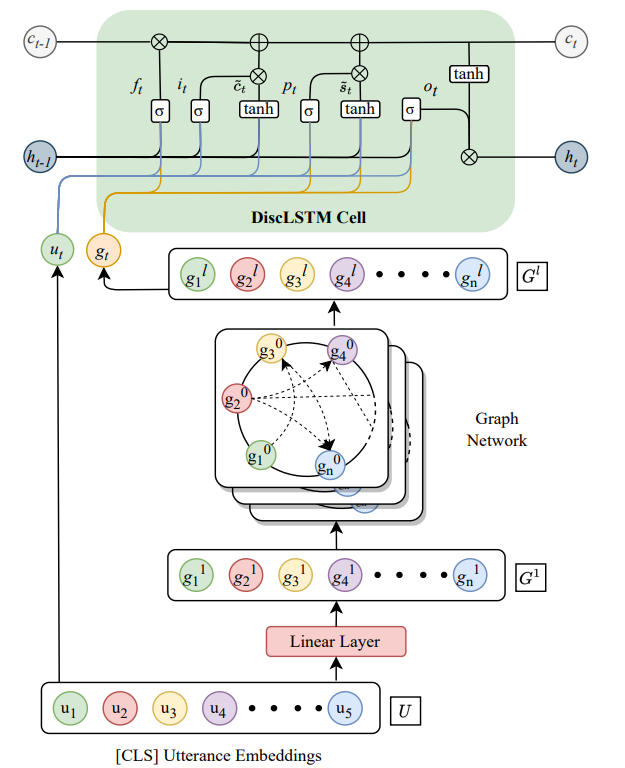 c_{t-1} ⊗ ⊕ ⊕ c_t
f_t i_t ⊗ c̃_t p_t ⊗ s̃_t o_t tanh
σ σ tanh σ tanh σ
h_{t-1} ⊗ h_t
DiscLSTM Cell
u_t g_t
g_1^l g_2^l g_3^l g_4^l g_n^l G^l
g_3^0 g_4^0
g_2^0
g_1^0 g_n^0
Graph
Network
g_1^1 g_2^1 g_3^1 g_4^1 g_n^1 G^1
Linear Layer
u_1 u_2 u_3 u_4 u_5 U
[CLS] Utterance Embeddings